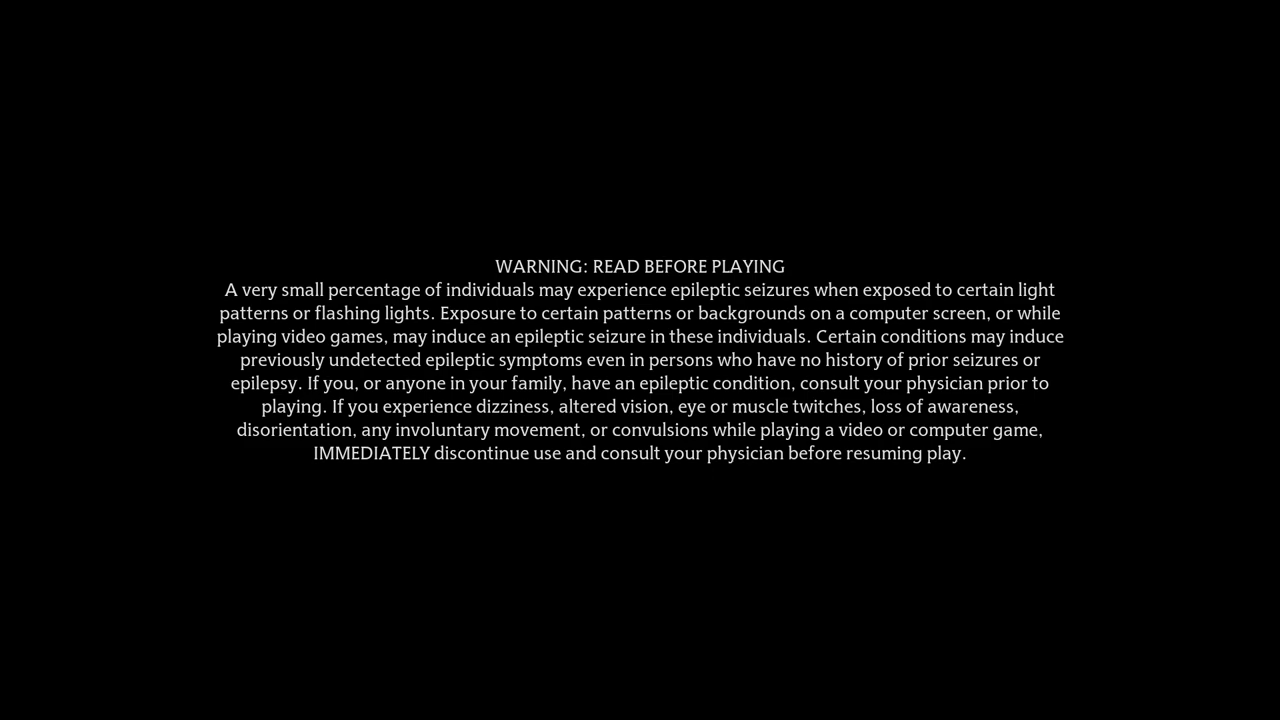 WARNING: READ BEFORE PLAYING
A very small percentage of individuals may experience epileptic seizures when exposed to certain light
patterns or flashing lights. Exposure to certain patterns or backgrounds on a computer screen, or while
playing video games, may induce an epileptic seizure in these individuals. Certain conditions may induce
previously undetected epileptic symptoms even in persons who have no history of prior seizures or
epilepsy. If you, or anyone in your family, have an epileptic condition, consult your physician prior to
playing. If you experience dizziness, altered vision, eye or muscle twitches, loss of awareness,
disorientation, any involuntary movement, or convulsions while playing a video or computer game,
IMMEDIATELY discontinue use and consult your physician before resuming play.